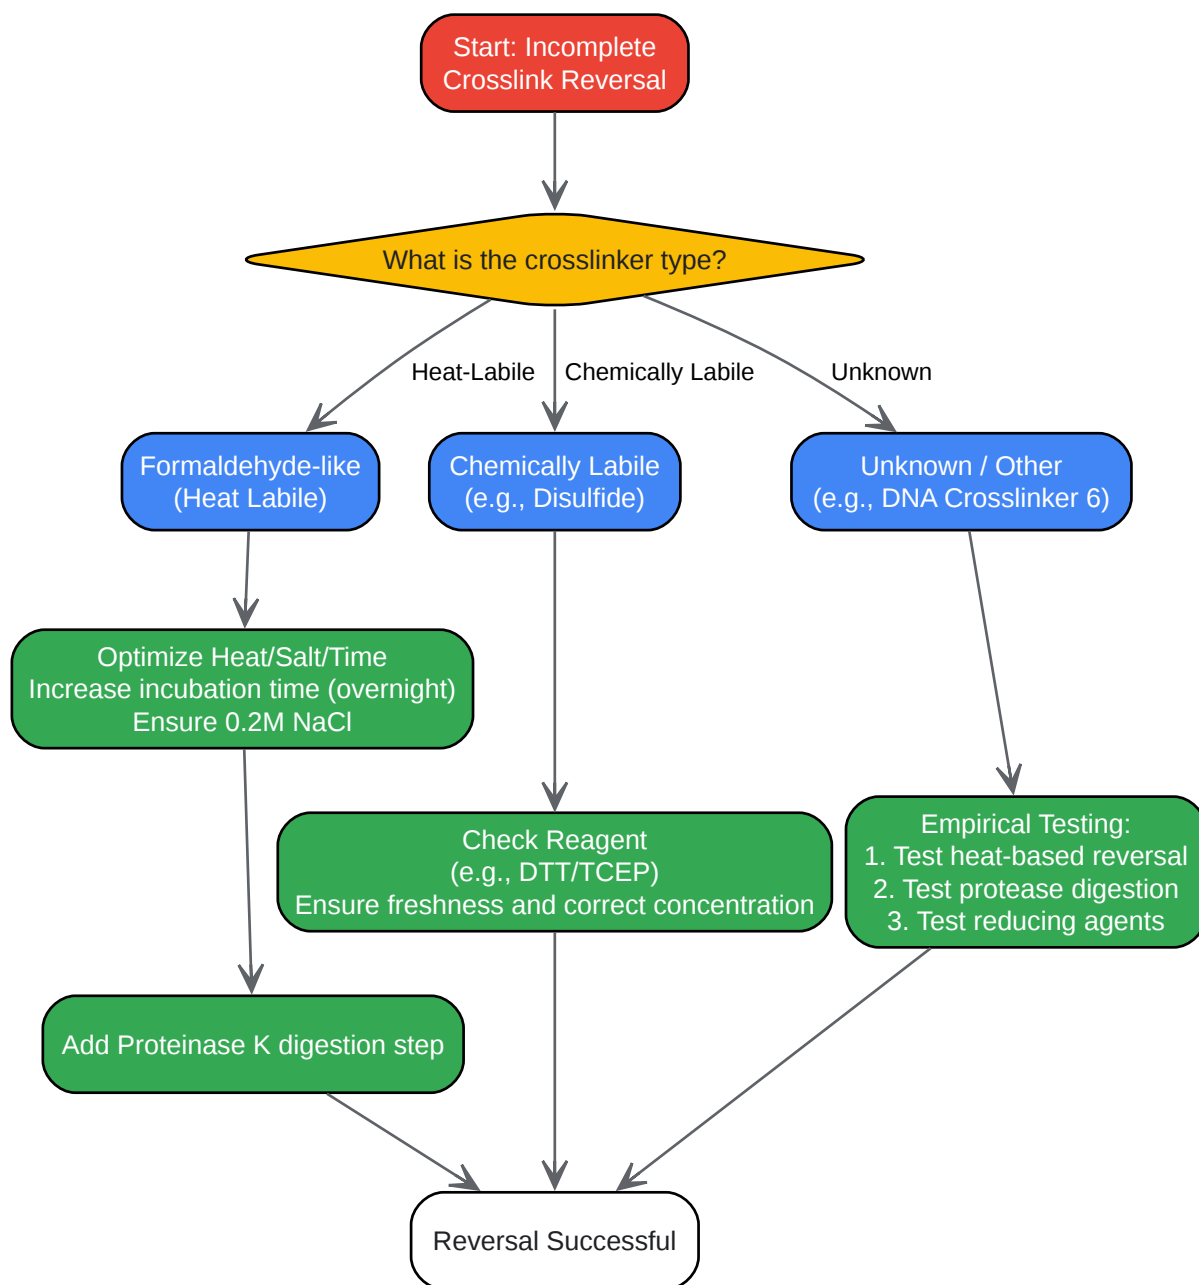 Start: Incomplete
Crosslink Reversal
What is the crosslinker type?
Heat-Labile
Chemically Labile
Unknown
Formaldehyde-like
(Heat Labile)
Chemically Labile
(e.g., Disulfide)
Unknown / Other
(e.g., DNA Crosslinker 6)
Optimize Heat/Salt/Time
Increase incubation time (overnight)
Ensure 0.2M NaCl
Check Reagent
(e.g., DTT/TCEP)
Ensure freshness and correct concentration
Empirical Testing:
1. Test heat-based reversal
2. Test protease digestion
3. Test reducing agents
Add Proteinase K digestion step
Reversal Successful